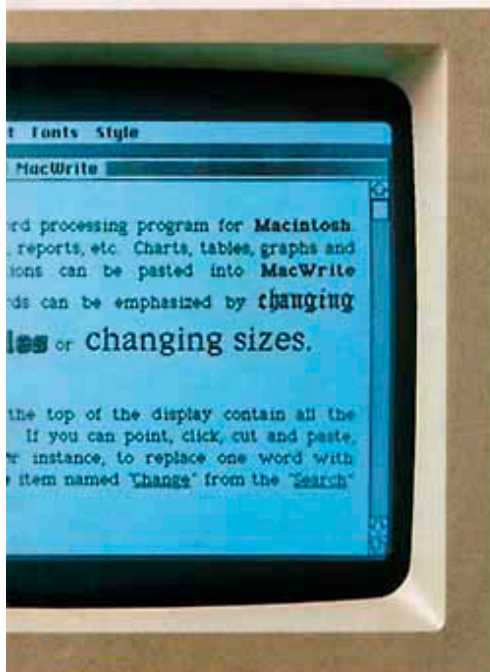 t Fonts Style
MacWrite
rd processing program for Macintosh.
, reports, etc. Charts, tables, graphs and
ions can be pasted into MacWrite
rds can be emphasized by changing
les or changing sizes.
the top of the display contain all the
If you can point, click, cut and paste,
r instance, to replace one word with
e item named "Change" from the "Search"